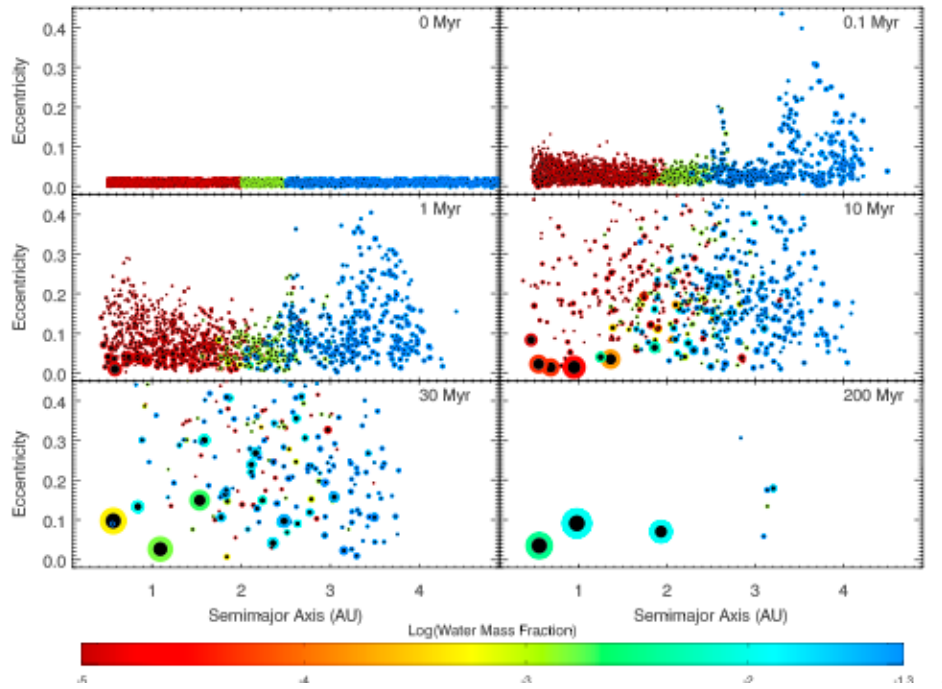 0 Myr
0.1 Myr
0.4
0.3
0.2
0.1
0.0
Eccentricity
1 Myr
10 Myr
0.4
0.3
0.2
0.1
0.0
Eccentricity
30 Myr
200 Myr
0.4
0.3
0.2
0.1
0.0
Eccentricity
1 2 3 4 1 2 3 4
Semimajor Axis (AU) Semimajor Axis (AU)
Log(Water Mass Fraction)
-5 -4 -3 -2 -1.3